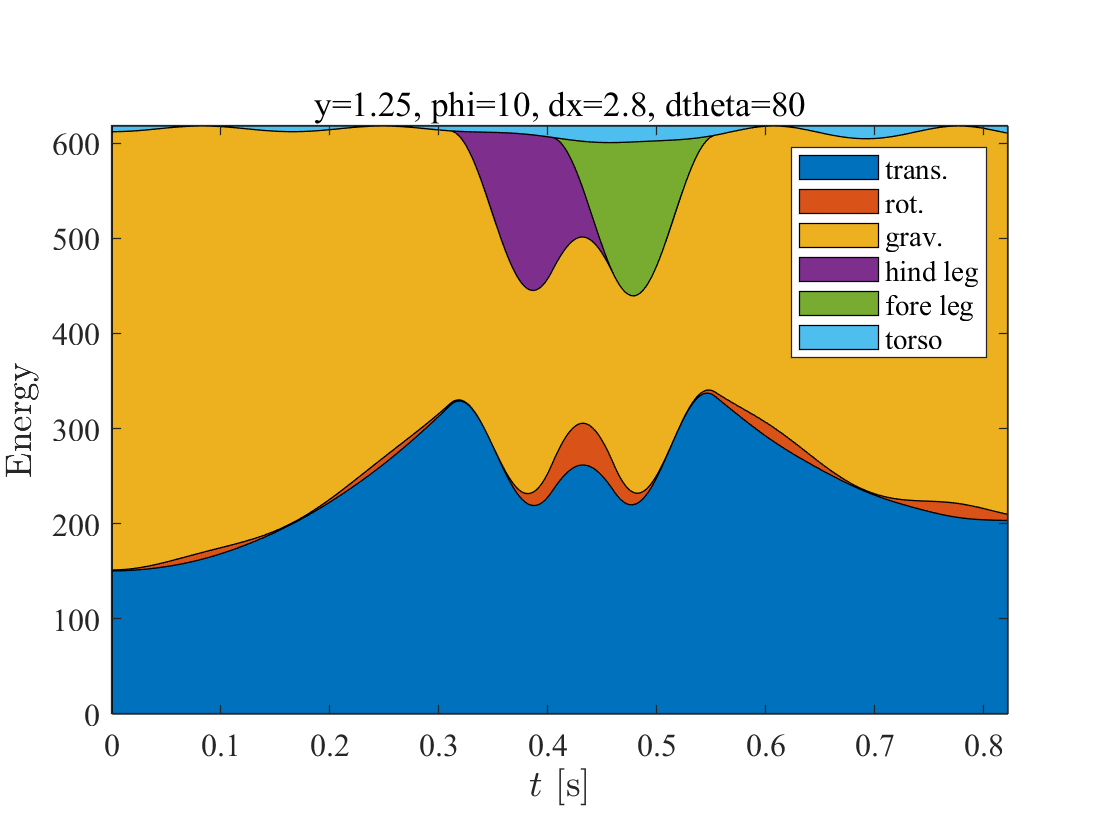 y=1.25, phi=10, dx=2.8, dtheta=80
Energy
600
500
400
300
200
100
0
trans.
rot.
grav.
hind leg
fore leg
torso
0 0.1 0.2 0.3 0.4 0.5 0.6 0.7 0.8
t [s]